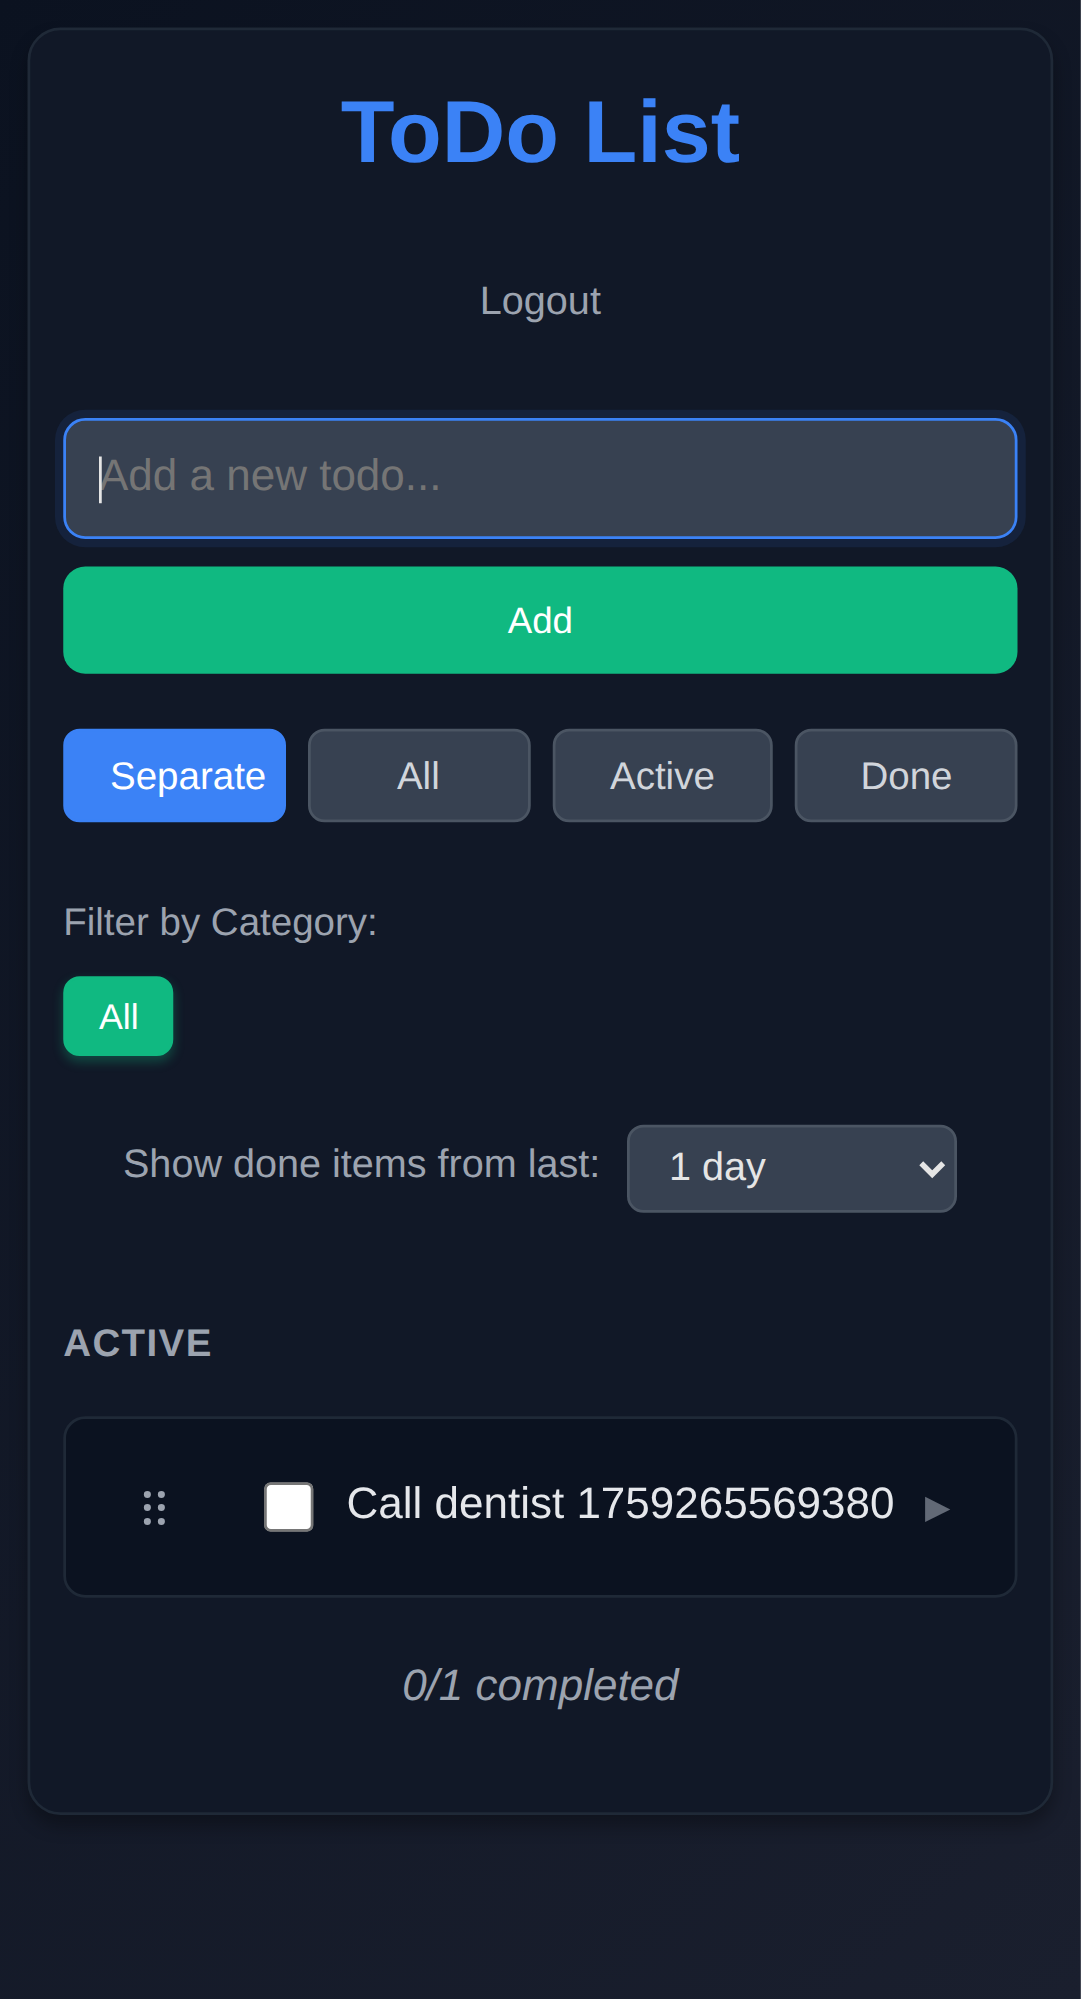 ToDo List
Logout
Add a new todo...
Add
Separate All Active Done
Filter by Category:
All
Show done items from last: 1 day
ACTIVE
Call dentist 1759265569380
0/1 completed